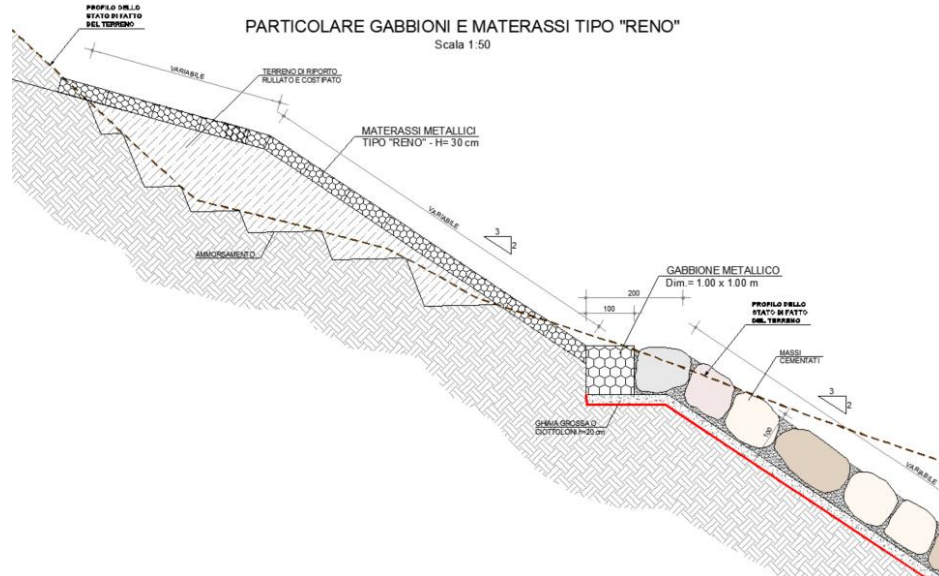 PARTICOLARE GABBIONI E MATERASSI TIPO "RENO"
Scala 1:50
PROFILO DELLO
STATO DI FATTO
DEL TERRENO
VARIABILE
TERRENO DI RIPORTO
RULLATO E COSTIPATO
MATERASSI METALLICI
TIPO "RENO" - H= 30 cm
VARIABILE
3
2
AMMORSAMENTO
GABBIONE METALLICO
Dim.= 1.00 x 1.00 m
200
100
PROFILO DELLO
STATO DI FATTO
DEL TERRENO
MASSI
CEMENTATI
3
2
100
VARIABILE
GHIAIA GROSSA O
CIOTTOLONI h=20 cm